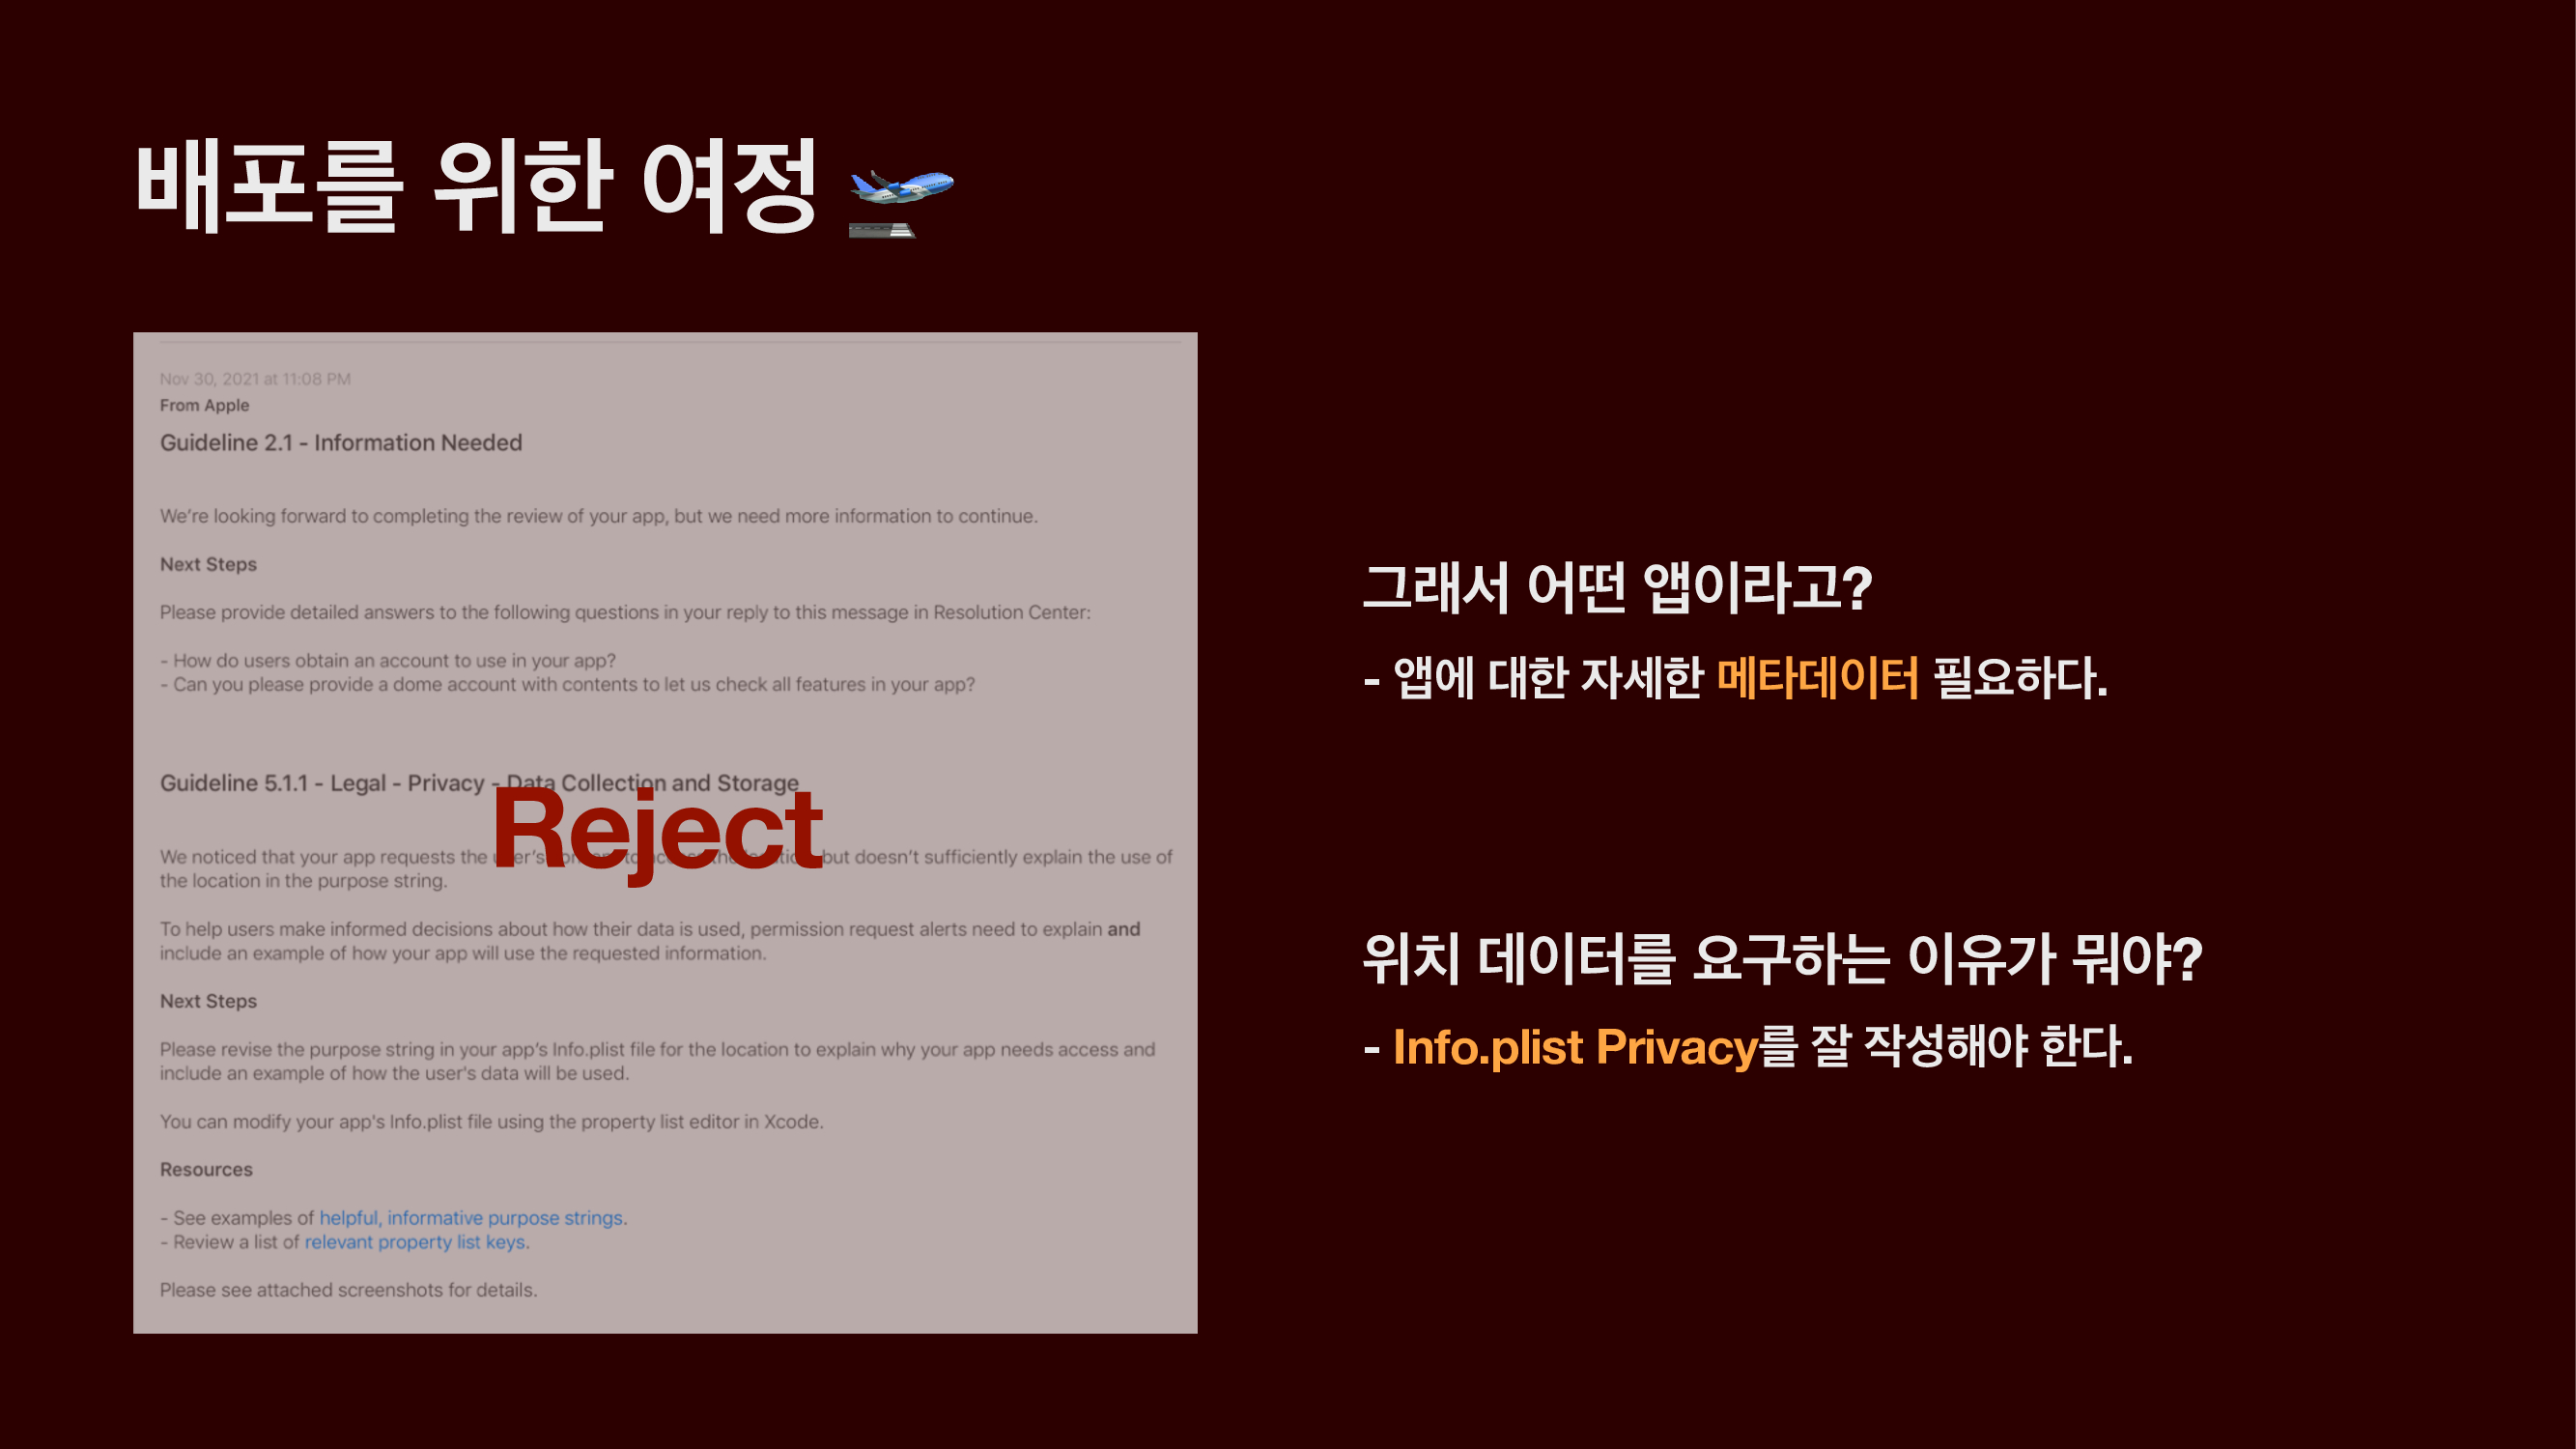 배포를 위한 여정 🛫
Nov 30, 2021 at 11:08 PM
From Apple
Guideline 2.1 - Information Needed
We're looking forward to completing the review of your app, but we need more information to continue.
Next Steps
Please provide detailed answers to the following questions in your reply to this message in Resolution Center:
- How do users obtain an account to use in your app?
- Can you please provide a dome account with contents to let us check all features in your app?
Guideline 5.1.1 - Legal - Privacy - Data Collection and Storage
Reject
We noticed that your app requests the user's consent to access the location, but doesn't sufficiently explain the use of
the location in the purpose string.
To help users make informed decisions about how their data is used, permission request alerts need to explain and
include an example of how your app will use the requested information.
Next Steps
Please revise the purpose string in your app's Info.plist file for the location to explain why your app needs access and
include an example of how the user's data will be used.
You can modify your app's Info.plist file using the property list editor in Xcode.
Resources
- See examples of helpful, informative purpose strings.
- Review a list of relevant property list keys.
Please see attached screenshots for details.
그래서 어떤 앱이라고?
- 앱에 대한 자세한 메타데이터 필요하다.
위치 데이터를 요구하는 이유가 뭐야?
- Info.plist Privacy를 잘 작성해야 한다.